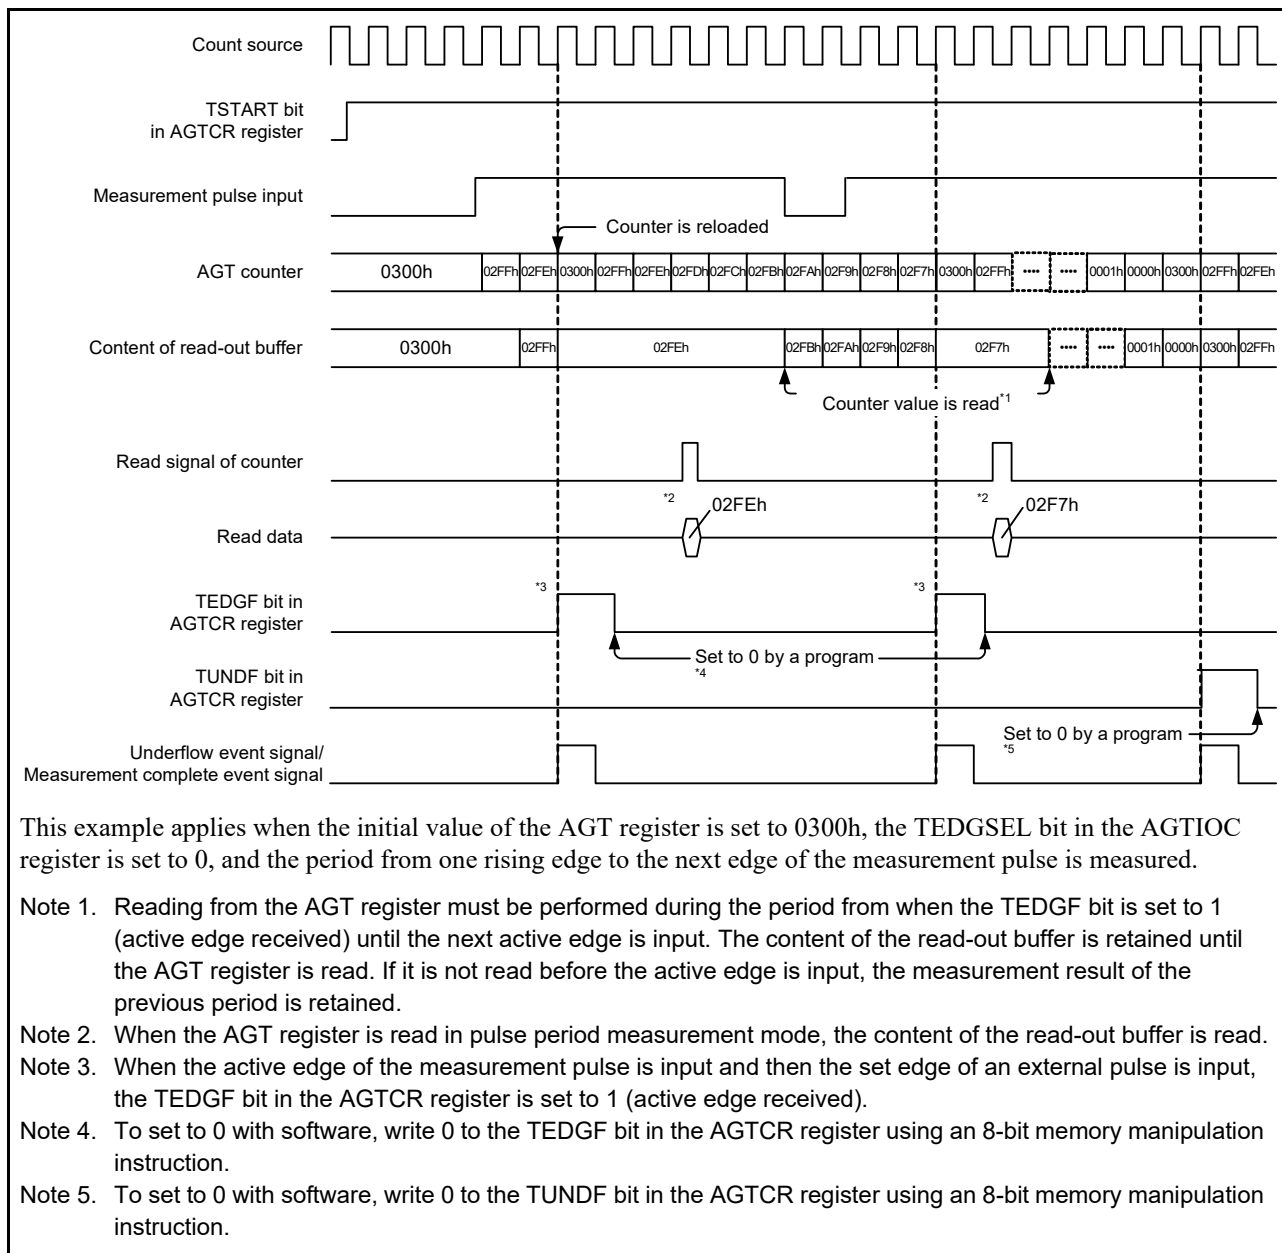 Count source
TSTART bit
in AGTCR register
Measurement pulse input
Counter is reloaded
AGT counter
0300h 02FFh 02FEh 0300h 02FFh 02FEh 02FDh 02FCh 02FBh 02FAh 02F9h 02F8h 02F7h 0300h 02FFh •••• •••• 0001h 0000h 0300h 02FFh 02FEh
Content of read-out buffer
0300h 02FFh 02FEh 02FBh 02FAh 02F9h 02F8h 02F7h •••• •••• 0001h 0000h 0300h 02FFh
Counter value is read*1
Read signal of counter
*2 02FEh *2 02F7h
Read data
*3 *3
TEDGF bit in
AGTCR register
Set to 0 by a program
*4
TUNDF bit in
AGTCR register
Set to 0 by a program
*5
Underflow event signal/
Measurement complete event signal
This example applies when the initial value of the AGT register is set to 0300h, the TEDGSEL bit in the AGTIOC
register is set to 0, and the period from one rising edge to the next edge of the measurement pulse is measured.
Note 1. Reading from the AGT register must be performed during the period from when the TEDGF bit is set to 1
(active edge received) until the next active edge is input. The content of the read-out buffer is retained until
the AGT register is read. If it is not read before the active edge is input, the measurement result of the
previous period is retained.
Note 2. When the AGT register is read in pulse period measurement mode, the content of the read-out buffer is read.
Note 3. When the active edge of the measurement pulse is input and then the set edge of an external pulse is input,
the TEDGF bit in the AGTCR register is set to 1 (active edge received).
Note 4. To set to 0 with software, write 0 to the TEDGF bit in the AGTCR register using an 8-bit memory manipulation
instruction.
Note 5. To set to 0 with software, write 0 to the TUNDF bit in the AGTCR register using an 8-bit memory manipulation
instruction.